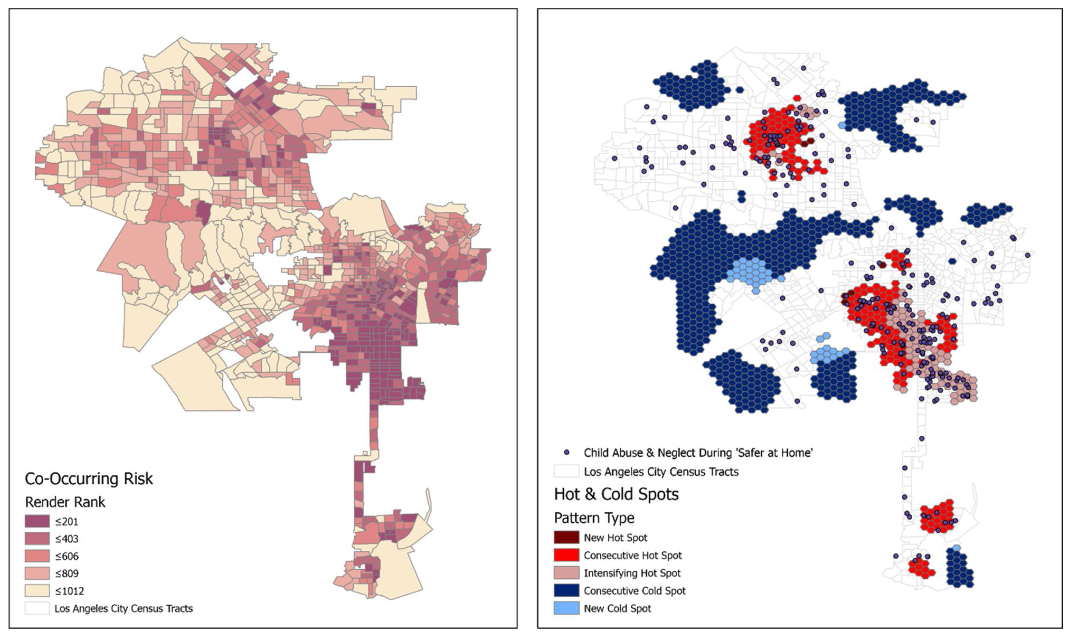 Co-Occurring Risk
Render Rank
≤201
≤403
≤606
≤809
≤1012
Los Angeles City Census Tracts
Child Abuse & Neglect During 'Safer at Home'
Los Angeles City Census Tracts
Hot & Cold Spots
Pattern Type
New Hot Spot
Consecutive Hot Spot
Intensifying Hot Spot
Consecutive Cold Spot
New Cold Spot